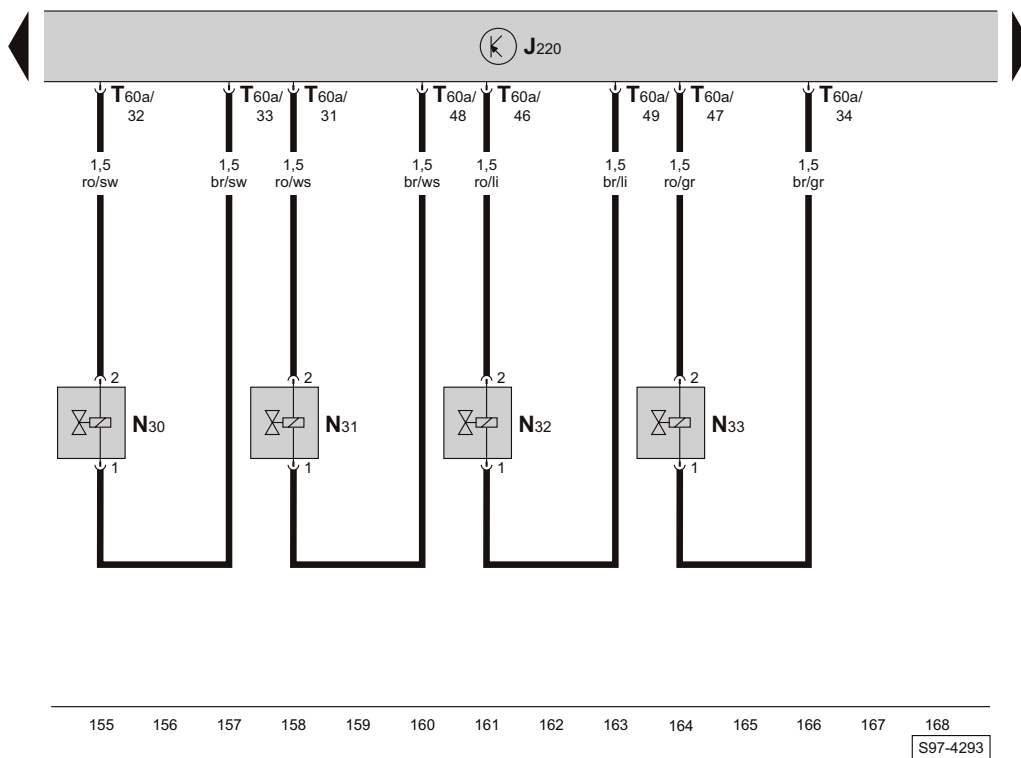 J220
T60a/ T60a/ T60a/ T60a/ T60a/ T60a/ T60a/ T60a/
32 33 31 48 46 49 47 34
1,5 1,5 1,5 1,5 1,5 1,5 1,5 1,5
ro/sw br/sw ro/ws br/ws ro/li br/li ro/gr br/gr
2 2 2 2
N30 N31 N32 N33
1 1 1 1
155 156 157 158 159 160 161 162 163 164 165 166 167 168
S97-4293